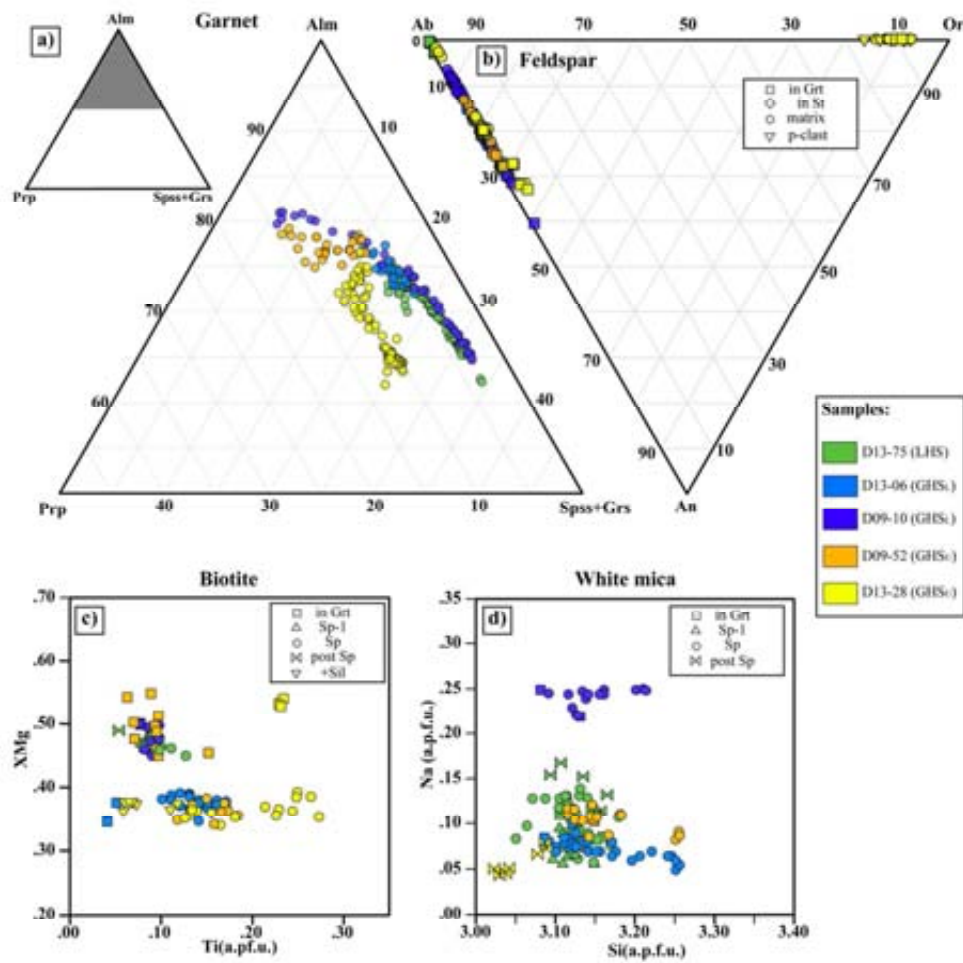 Garnet
a)
Alm
Prp
Spss+Grs
Alm
90
80
70
60
10
20
30
40
Prp
40
30
20
10
Spss+Grs
b)
Feldspar
Ab
90
70
50
30
10
Or
0
10
30
50
70
90
An
90
70
50
30
10
in Grt
in St
matrix
p-clast
Samples:
D13-75 (LHS)
D13-06 (GHSL)
D09-10 (GHSL)
D09-52 (GHSU)
D13-28 (GHSU)
Biotite
c)
in Grt
Sp-1
Sp
post Sp
+Sil
XMg
.70
.60
.50
.40
.30
.20
.00
.10
.20
.30
Ti(a.pf.u.)
White mica
d)
in Grt
Sp-1
Sp
post Sp
Na (a.p.f.u.)
.35
.30
.25
.20
.15
.10
.05
.00
3.00
3.10
3.20
3.30
3.40
Si(a.p.f.u.)